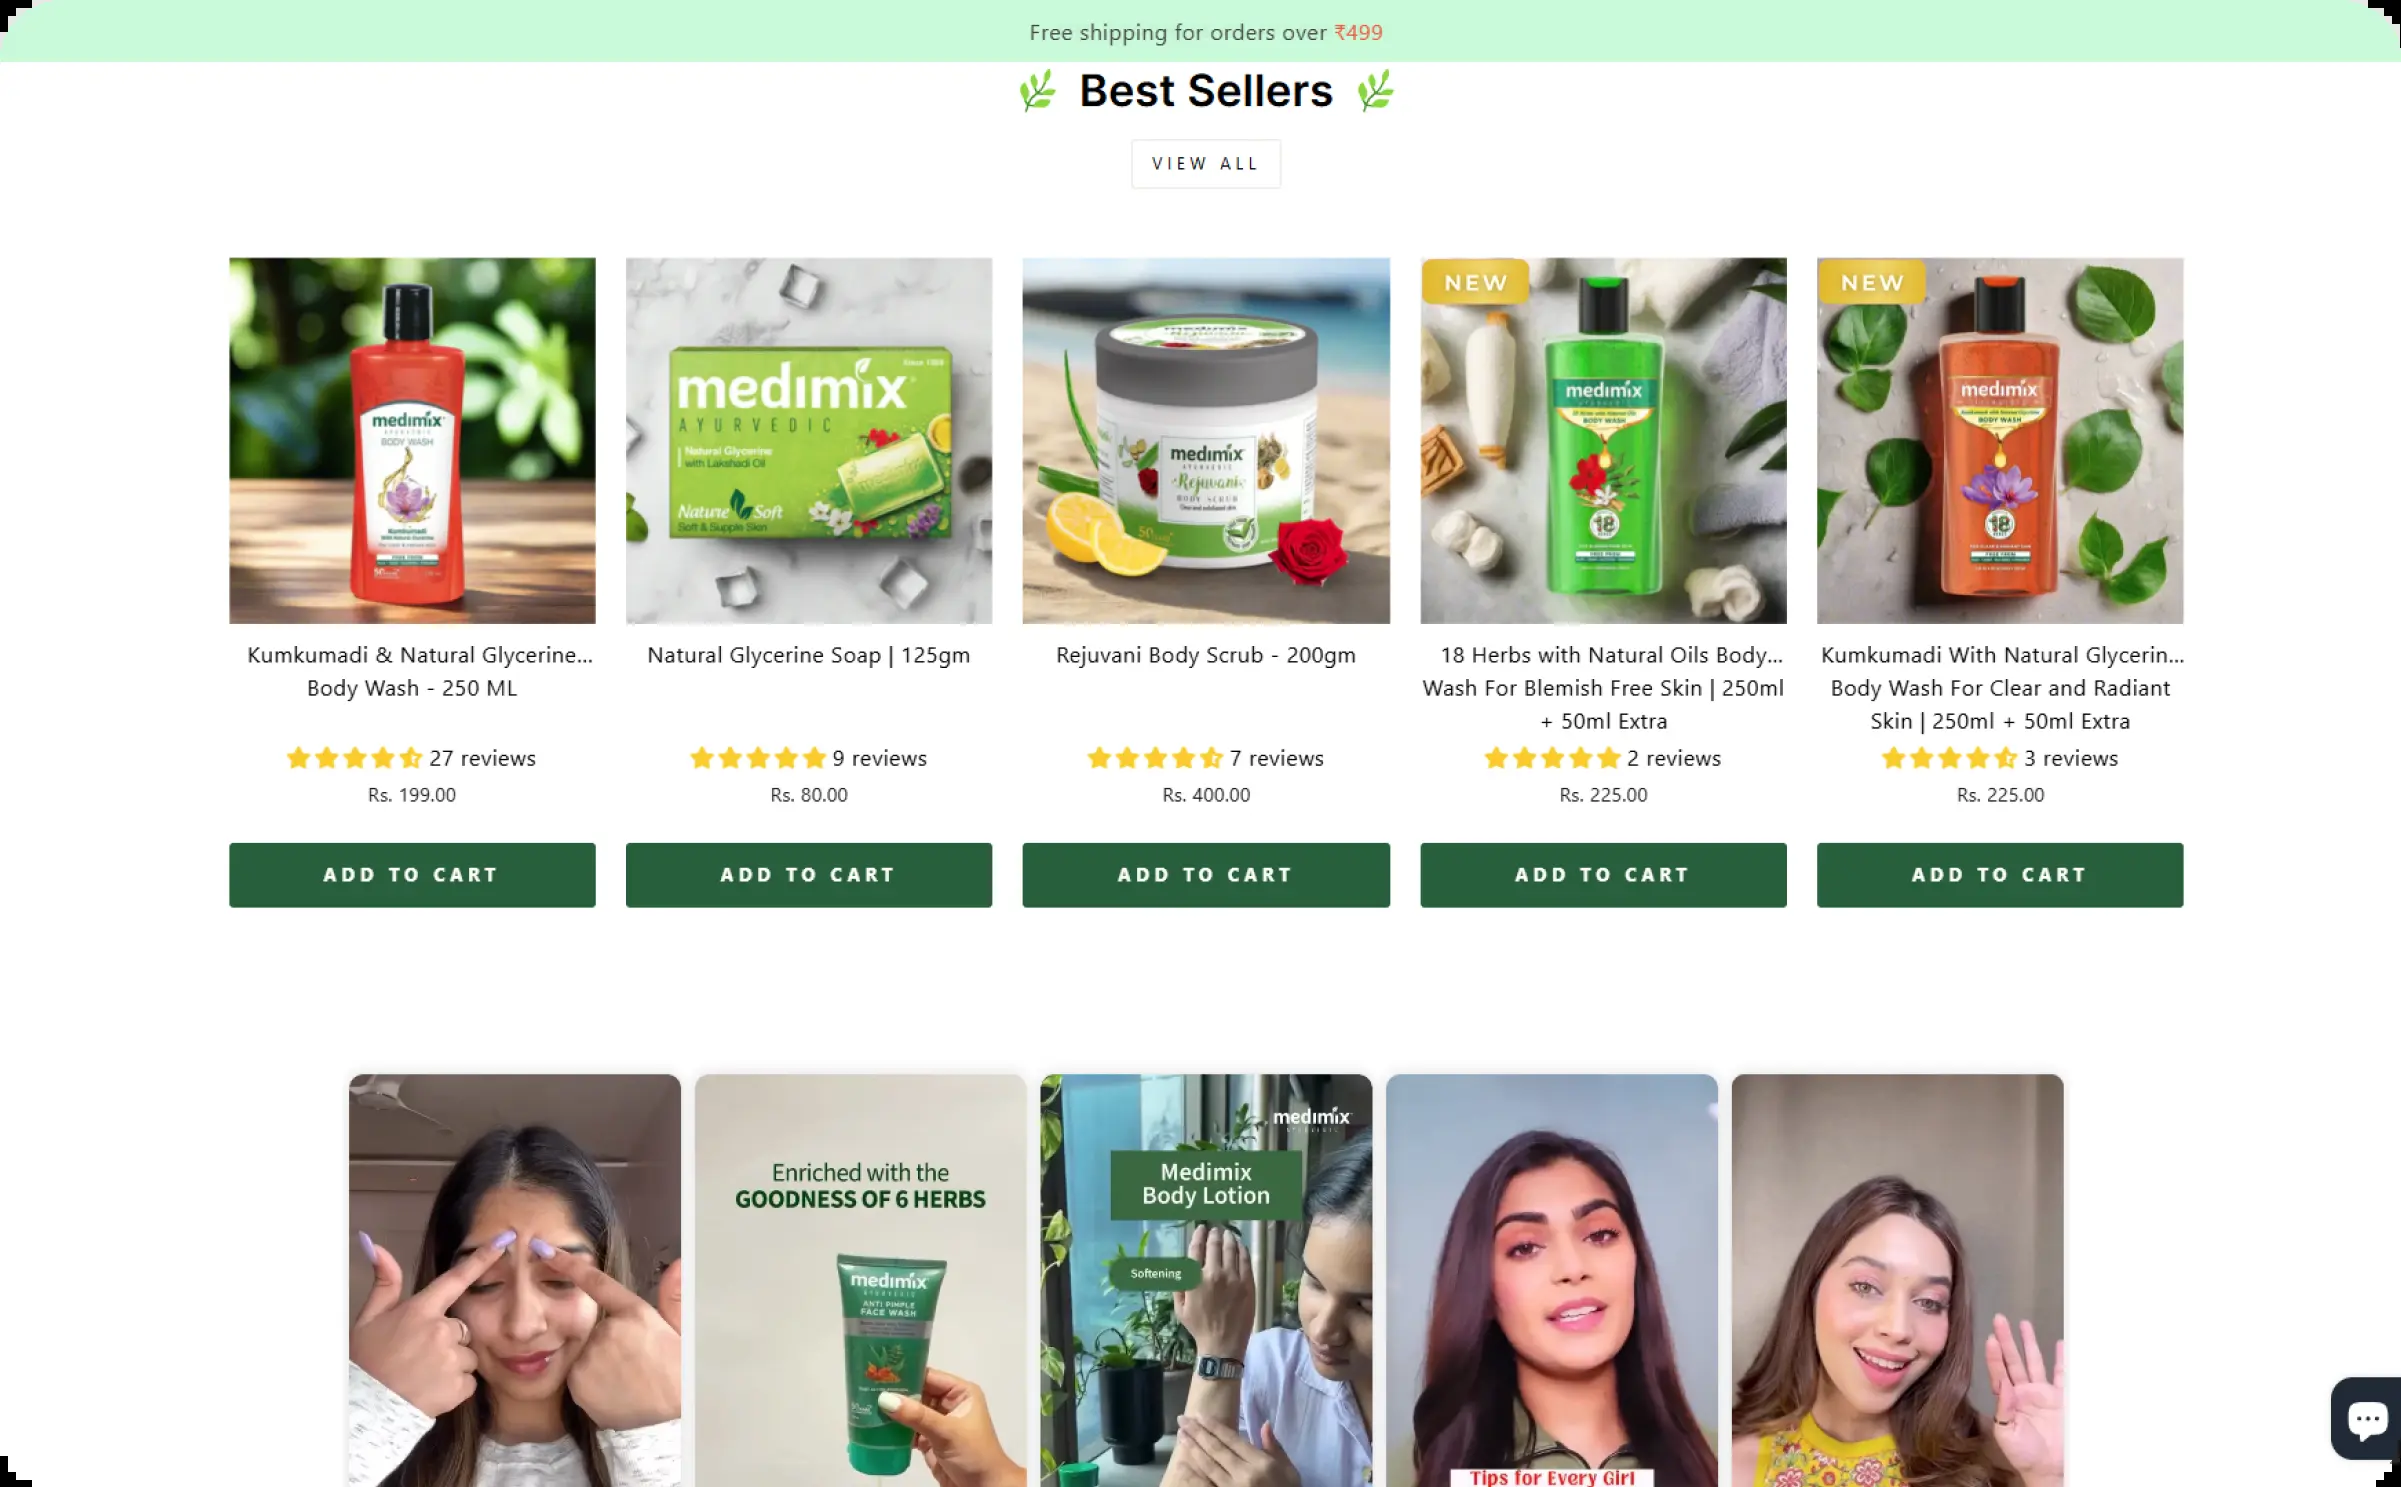 Free shipping for orders over ₹499
Best Sellers
VIEW ALL
medimix
BODY WASH
Kumkumadi
Since 1969
medimix
AYURVEDIC
Natural Glycerine
with Lakshadi Oil
Nature Soft
Soft & Supple Skin
medimix
AYURVEDIC
Rejuvani
BODY SCRUB
NEW
medimix
BODY WASH
18
FREE FROM
NEW
medimix
BODY WASH
18
FREE FROM
Kumkumadi & Natural Glycerine...
Body Wash - 250 ML
Natural Glycerine Soap | 125gm
Rejuvani Body Scrub - 200gm
18 Herbs with Natural Oils Body...
Wash For Blemish Free Skin | 250ml
+ 50ml Extra
Kumkumadi With Natural Glycerin...
Body Wash For Clear and Radiant
Skin | 250ml + 50ml Extra
27 reviews
9 reviews
7 reviews
2 reviews
3 reviews
Rs. 199.00
Rs. 80.00
Rs. 400.00
Rs. 225.00
Rs. 225.00
ADD TO CART
ADD TO CART
ADD TO CART
ADD TO CART
ADD TO CART
Enriched with the
GOODNESS OF 6 HERBS
medimix
AYURVEDIC
ANTI PIMPLE
FACE WASH
medimix
AYURVEDIC
Medimix
Body Lotion
Softening
Tips for Every Girl